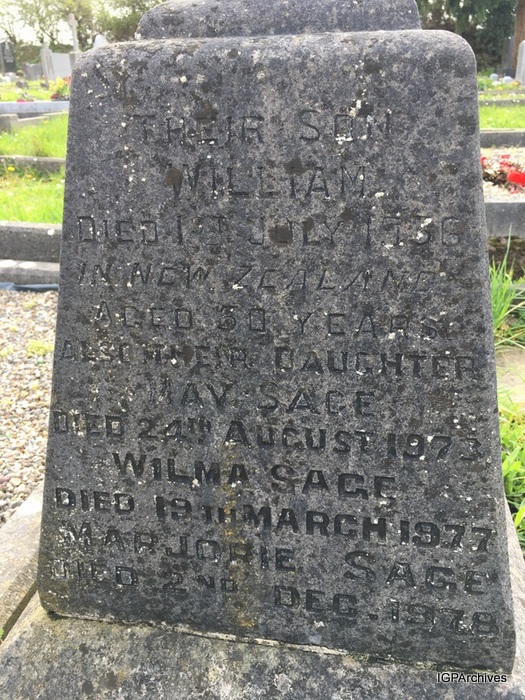 THEIR SON
WILLIAM
DIED 1ST JULY 1936
IN NEW ZEALAND
AGED 30 YEARS
ALSO THEIR DAUGHTER
MAY SAGE
DIED 24TH AUGUST 1973
WILMA SAGE
DIED 19TH MARCH 1977
MARJORIE SAGE
DIED 2ND DEC. 1978
IGPArchives